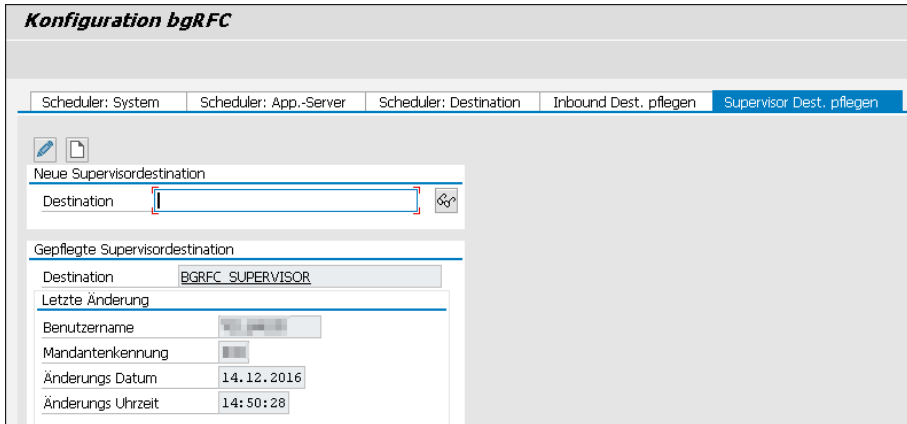 Konfiguration bgRFC
Scheduler: System Scheduler: App.-Server Scheduler: Destination Inbound Dest. pflegen Supervisor Dest. pflegen
Neue Supervisordestination
Destination
Gepflegte Supervisordestination
Destination BGRFC_SUPERVISOR
Letzte Änderung
Benutzername
Mandantenkennung
Änderungs Datum 14.12.2016
Änderungs Uhrzeit 14:50:28